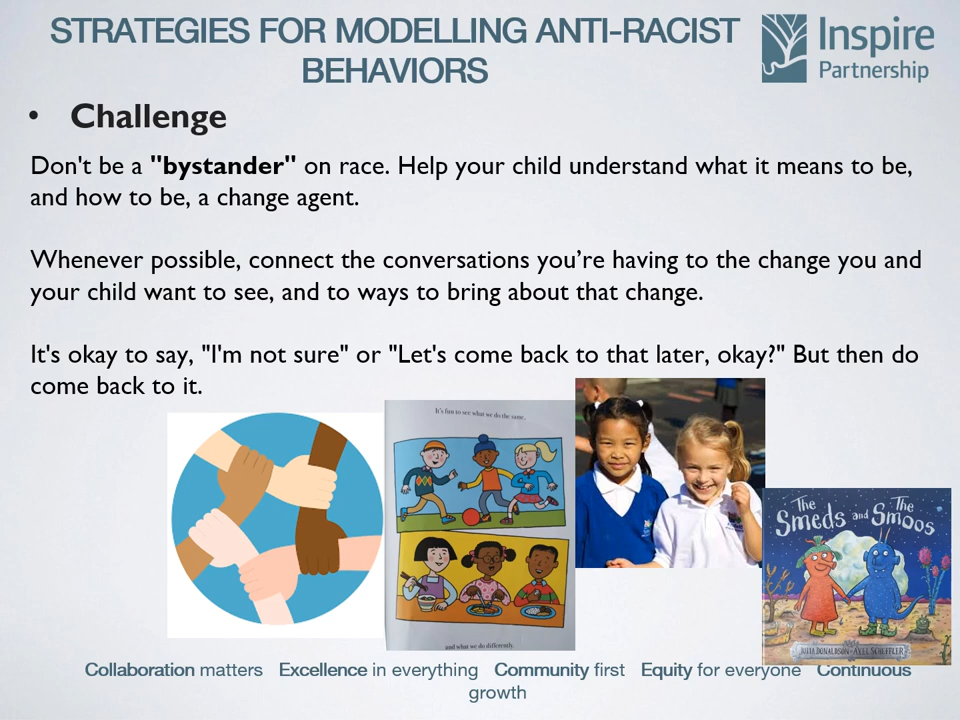 STRATEGIES FOR MODELLING ANTI-RACIST
BEHAVIORS
Inspire
Partnership
• Challenge
Don't be a "bystander" on race. Help your child understand what it means to be,
and how to be, a change agent.
Whenever possible, connect the conversations you’re having to the change you and
your child want to see, and to ways to bring about that change.
It's okay to say, "I'm not sure" or "Let's come back to that later, okay?" But then do
come back to it.
It's fun to see what we do the same..
and what we do differently.
The Smeds and The Smoos
JULIA DONALDSON • AXEL SCHEFFLER
Collaboration matters Excellence in everything Community first Equity for everyone Continuous
growth